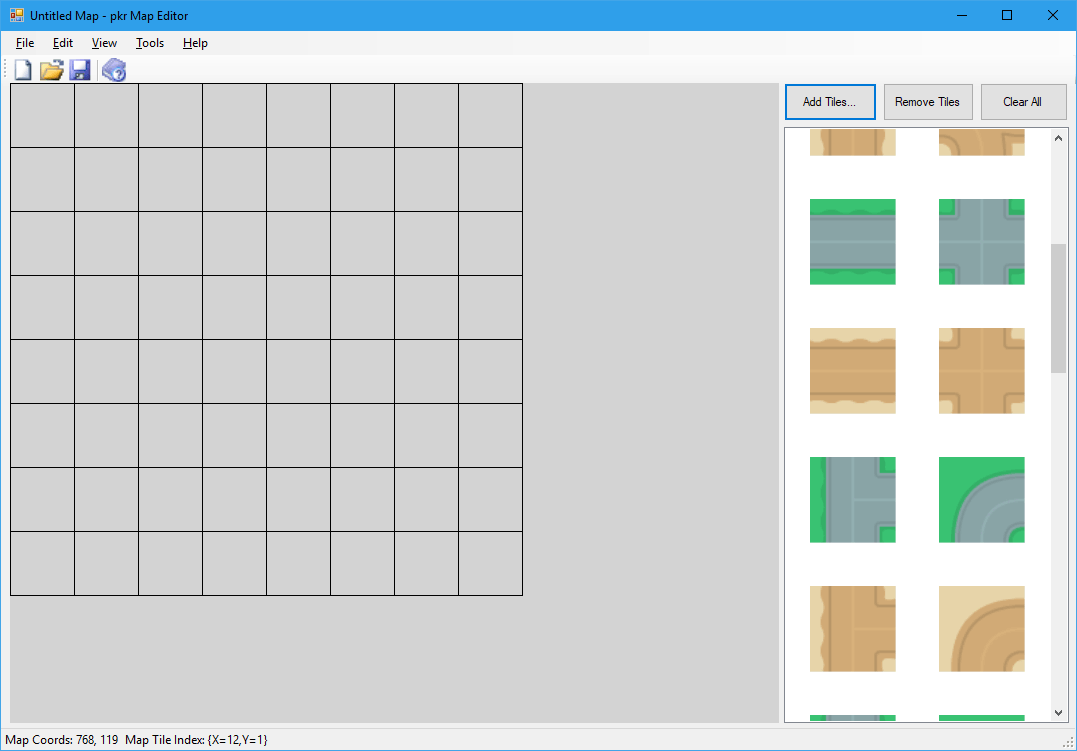 Untitled Map - pkr Map Editor
File Edit View Tools Help
Add Tiles... Remove Tiles Clear All
Map Coords: 768, 119 Map Tile Index: {X=12,Y=1}